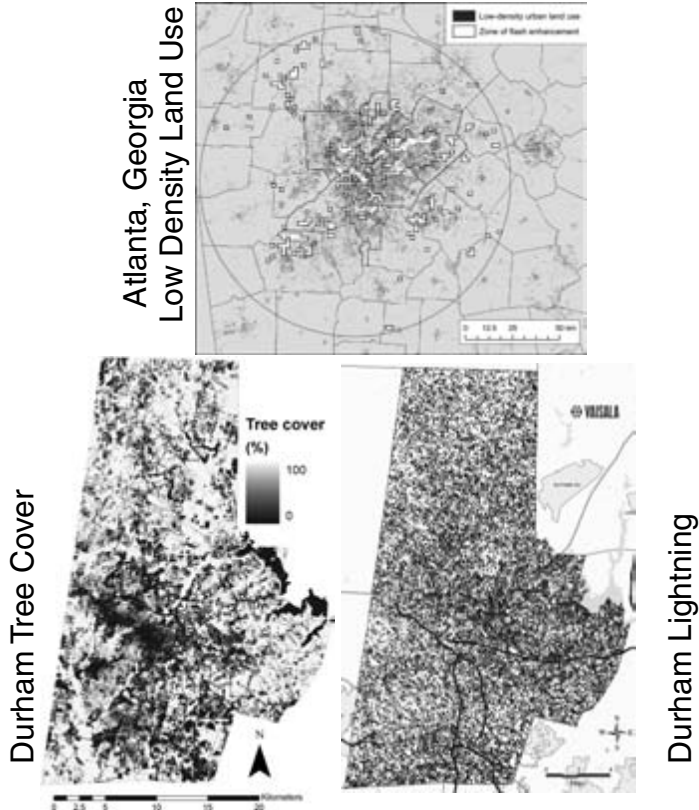 Atlanta, Georgia
Low Density Land Use
Low-density urban land use
Zone of flash enhancement
0 12.5 25 50 km
Durham Tree Cover
Tree cover
(%)
100
0
N
0 2.5 5 10 15 20
Kilometers
VAISALA
Durham Lightning